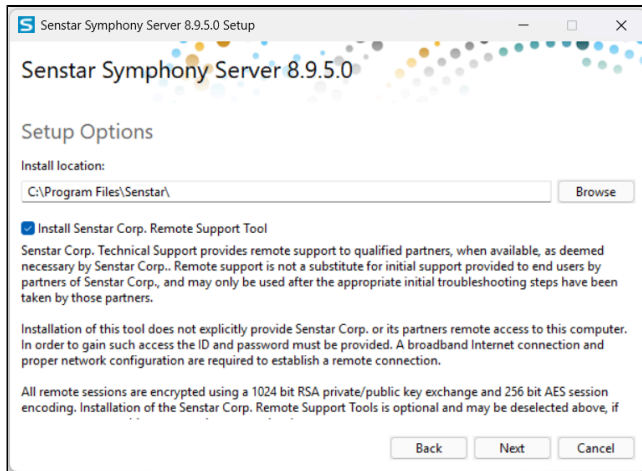 Senstar Symphony Server 8.9.5.0 Setup
Senstar Symphony Server 8.9.5.0
Setup Options
Install location:
C:\Program Files\Senstar\
Browse
Install Senstar Corp. Remote Support Tool
Senstar Corp. Technical Support provides remote support to qualified partners, when available, as deemed
necessary by Senstar Corp.. Remote support is not a substitute for initial support provided to end users by
partners of Senstar Corp., and may only be used after the appropriate initial troubleshooting steps have been
taken by those partners.
Installation of this tool does not explicitly provide Senstar Corp. or its partners remote access to this computer.
In order to gain such access the ID and password must be provided. A broadband Internet connection and
proper network configuration are required to establish a remote connection.
All remote sessions are encrypted using a 1024 bit RSA private/public key exchange and 256 bit AES session
encoding. Installation of the Senstar Corp. Remote Support Tools is optional and may be deselected above, if
Back
Next
Cancel